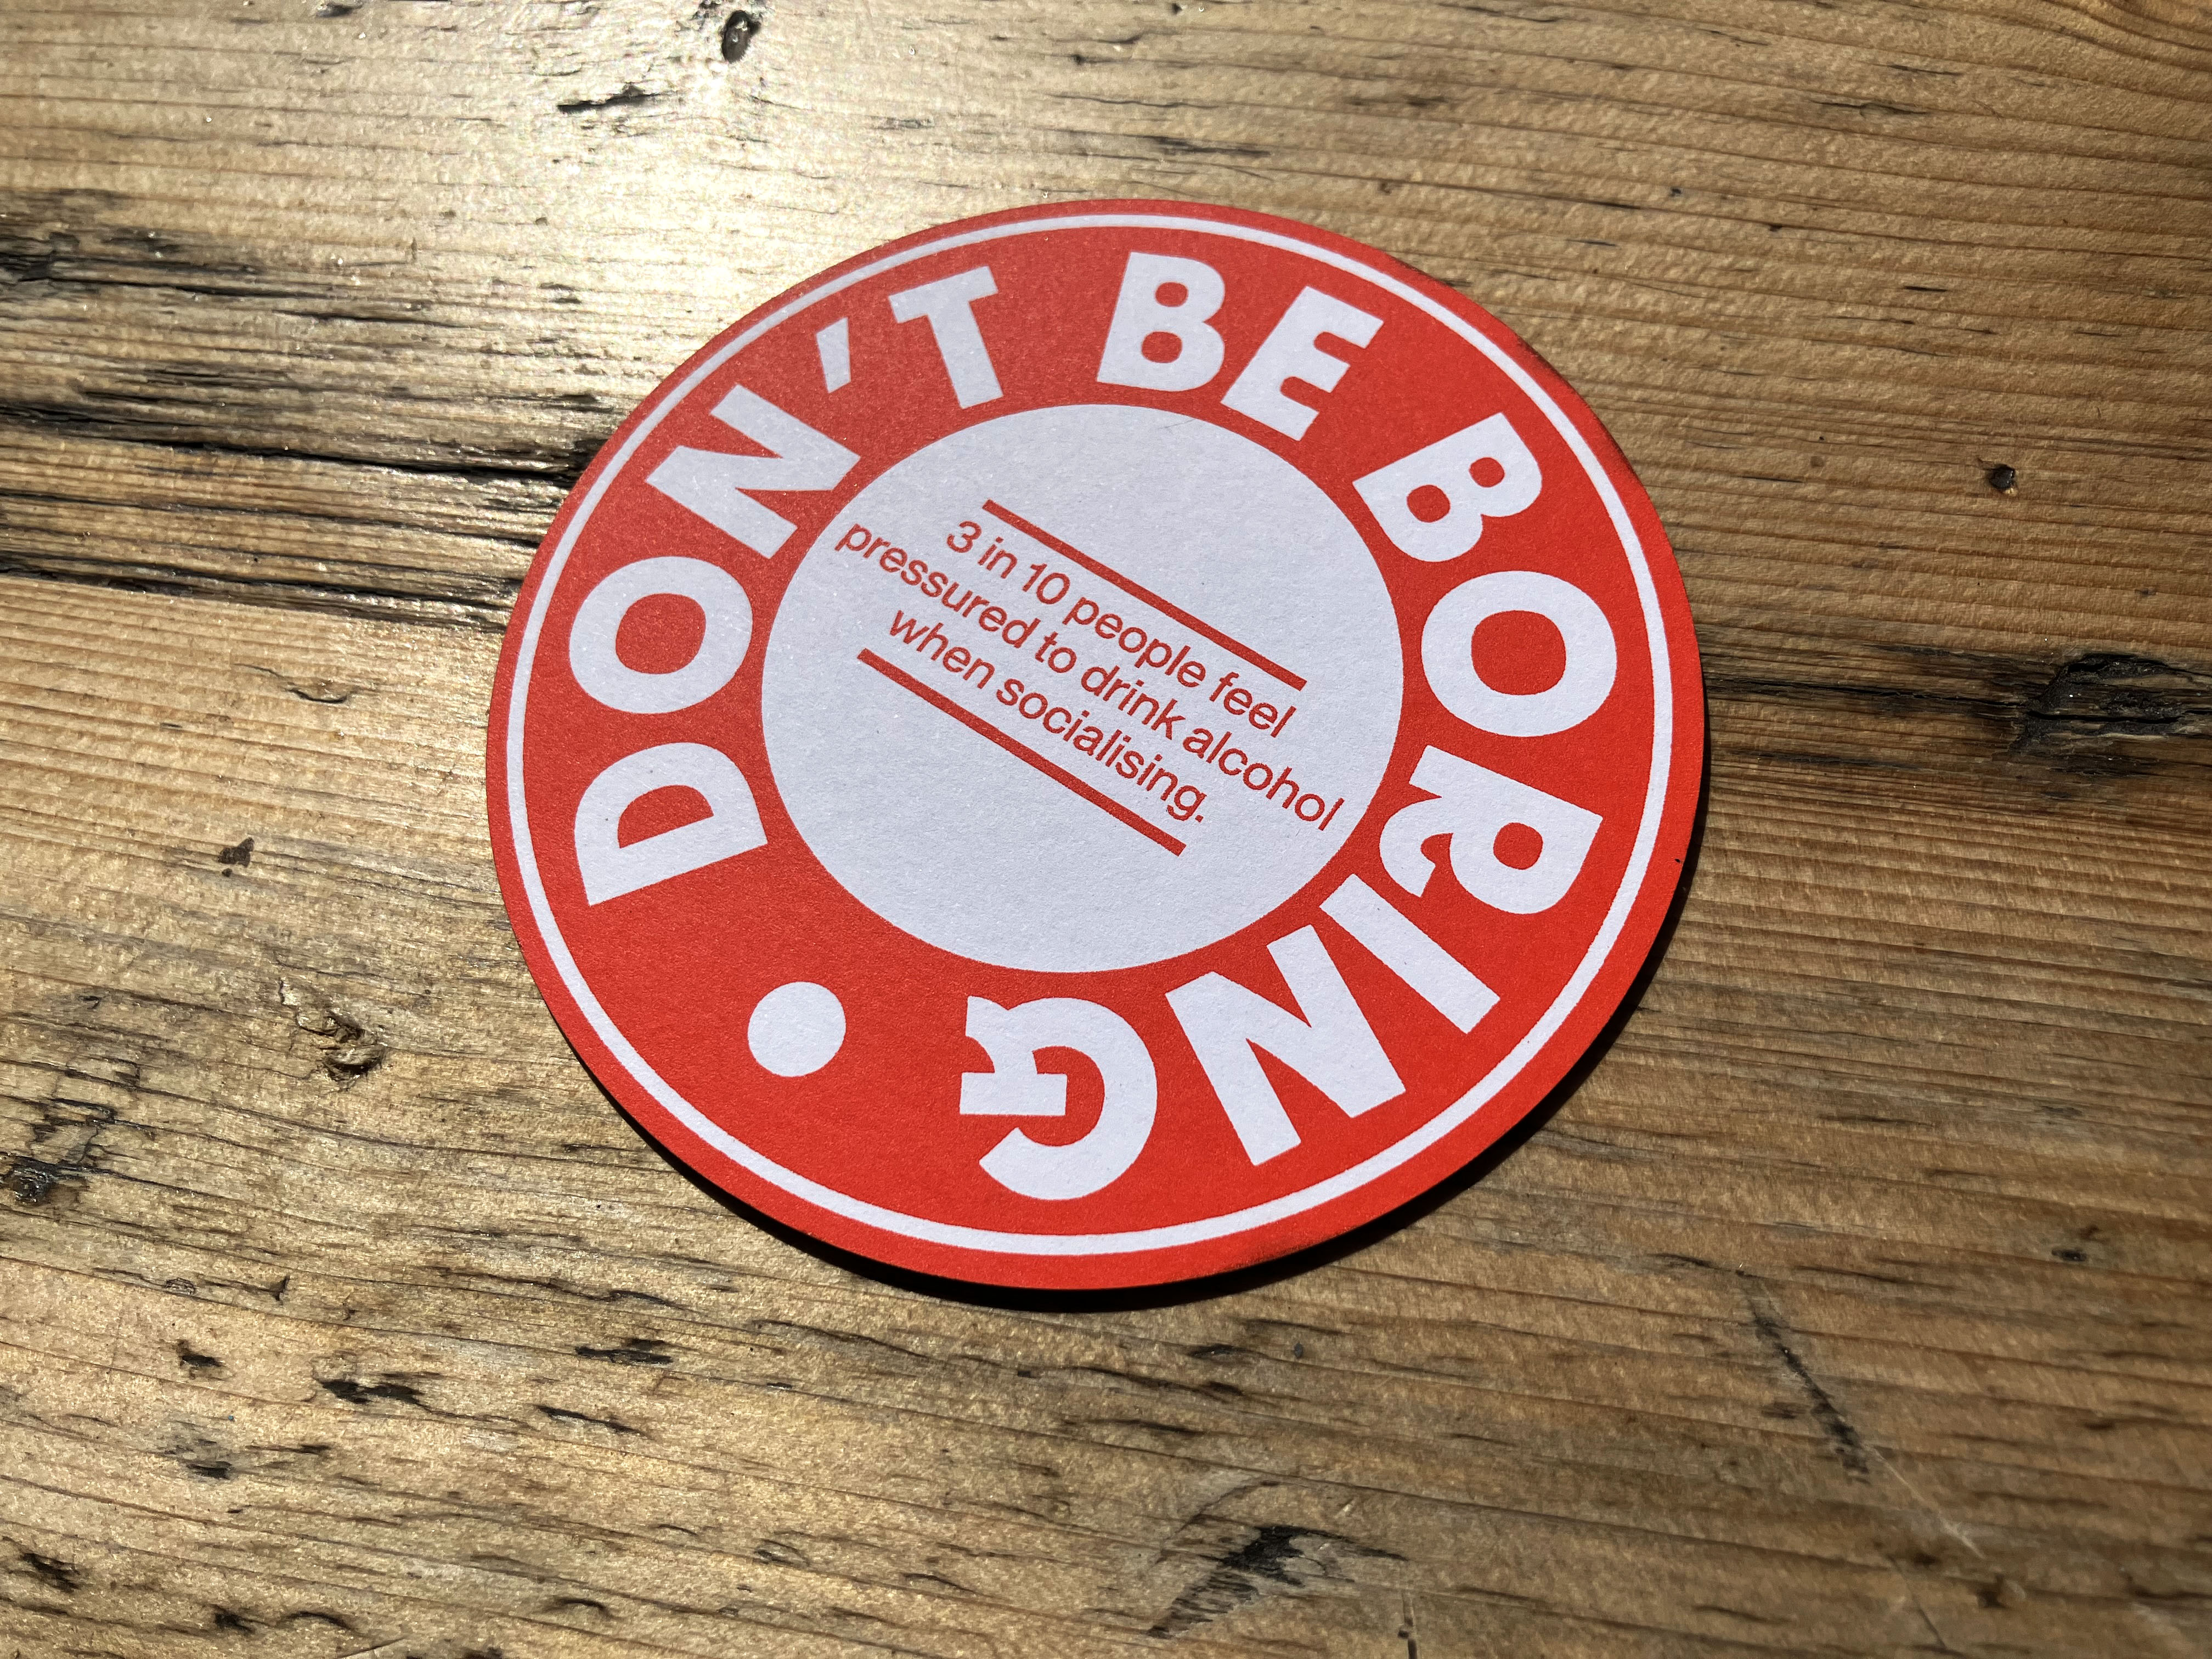 DON'T BE BORING •
3 in 10 people feel
pressured to drink alcohol
when socialising.